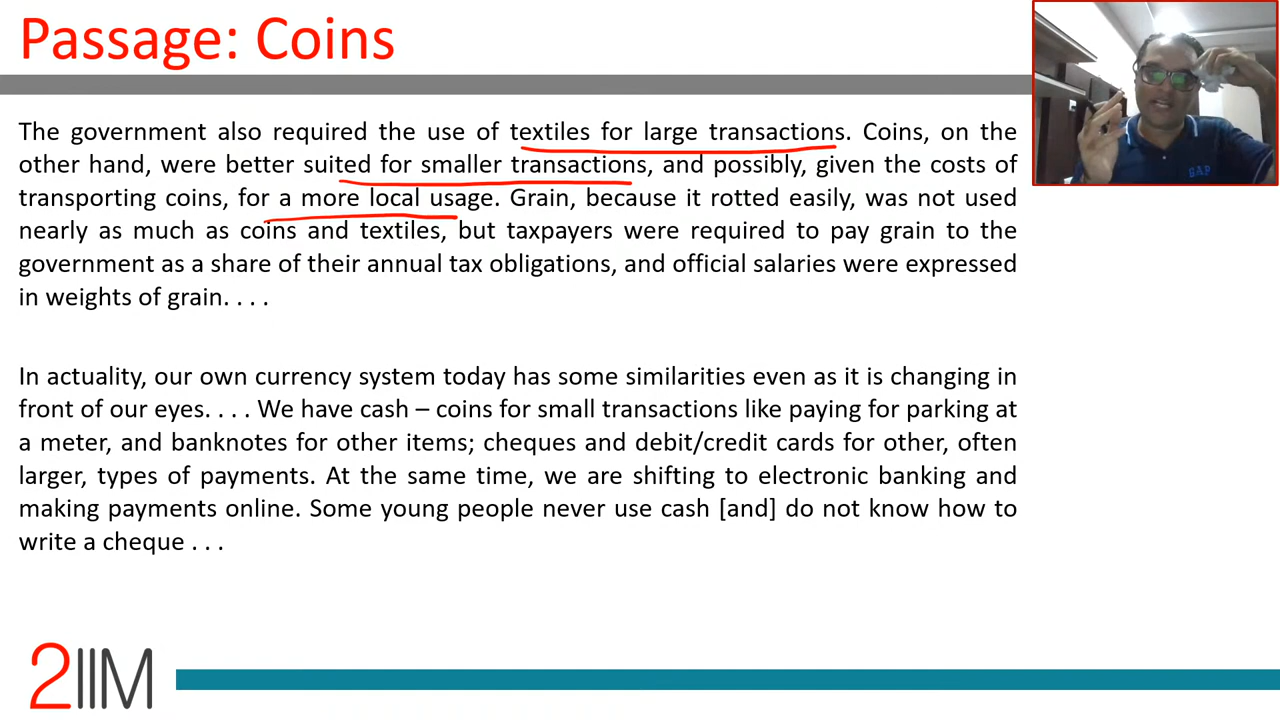 Passage: Coins
The government also required the use of textiles for large transactions. Coins, on the
other hand, were better suited for smaller transactions, and possibly, given the costs of
transporting coins, for a more local usage. Grain, because it rotted easily, was not used
nearly as much as coins and textiles, but taxpayers were required to pay grain to the
government as a share of their annual tax obligations, and official salaries were expressed
in weights of grain. . . .
In actuality, our own currency system today has some similarities even as it is changing in
front of our eyes. . . . We have cash – coins for small transactions like paying for parking at
a meter, and banknotes for other items; cheques and debit/credit cards for other, often
larger, types of payments. At the same time, we are shifting to electronic banking and
making payments online. Some young people never use cash [and] do not know how to
write a cheque . . .
GAP
2IIM